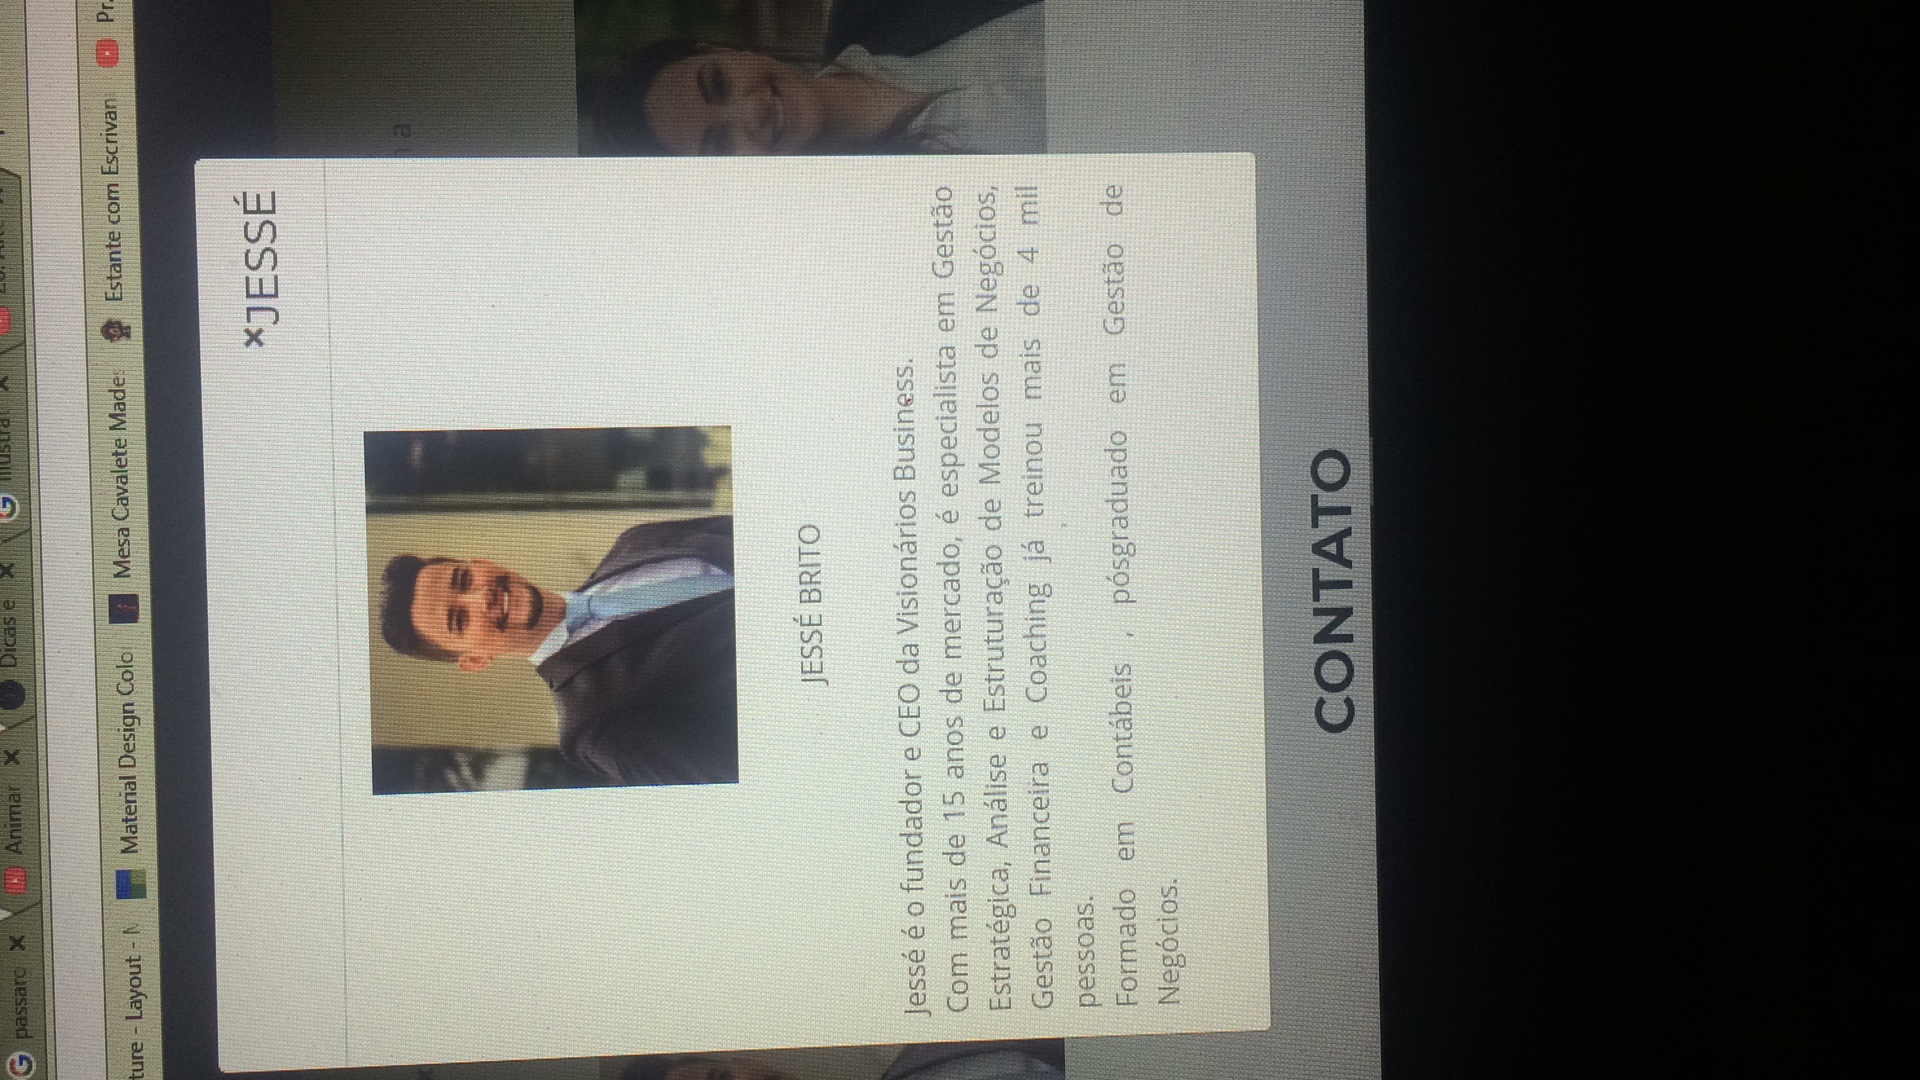 passaro
Animar
Dicas e
Illustrat
ture - Layout - M
Material Design Colo
Mesa Cavalete Made
Estante com Escrivan
Pr
×JESSÉ
a
JESSÉ BRITO
Jessé é o fundador e CEO da Visionários Business.
Com mais de 15 anos de mercado, é especialista em Gestão
Estratégica, Análise e Estruturação de Modelos de Negócios,
Gestão Financeira e Coaching já treinou mais de 4 mil
pessoas.
Formado em Contábeis , pósgraduado em Gestão de
Negócios.
CONTATO